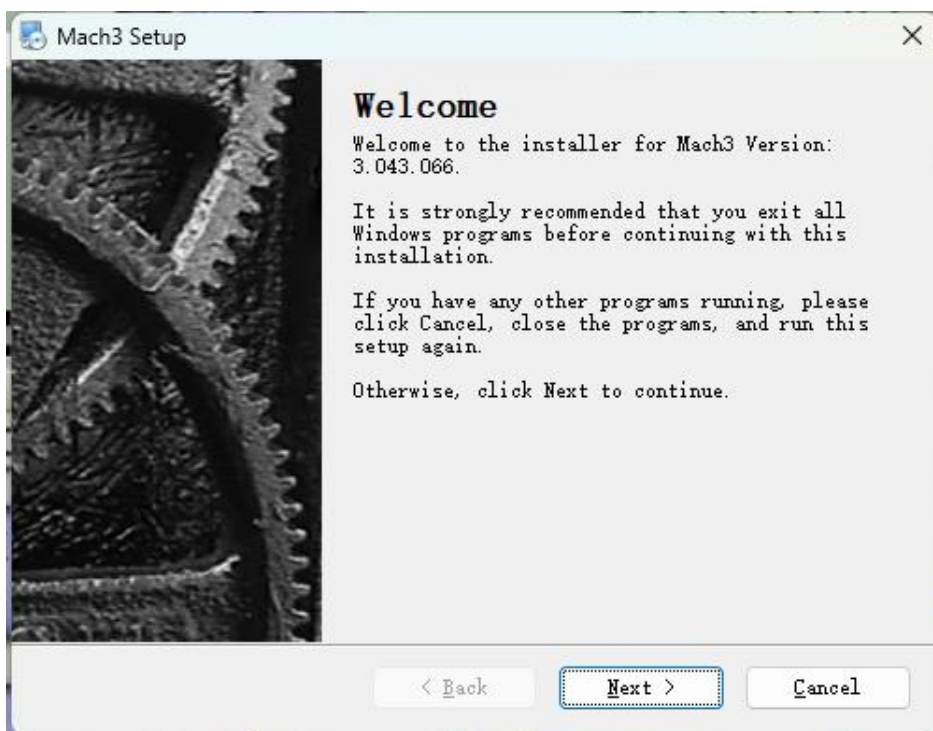 Mach3 Setup
Welcome
Welcome to the installer for Mach3 Version:
3.043.066.
It is strongly recommended that you exit all
Windows programs before continuing with this
installation.
If you have any other programs running, please
click Cancel, close the programs, and run this
setup again.
Otherwise, click Next to continue.
< Back
Next >
Cancel